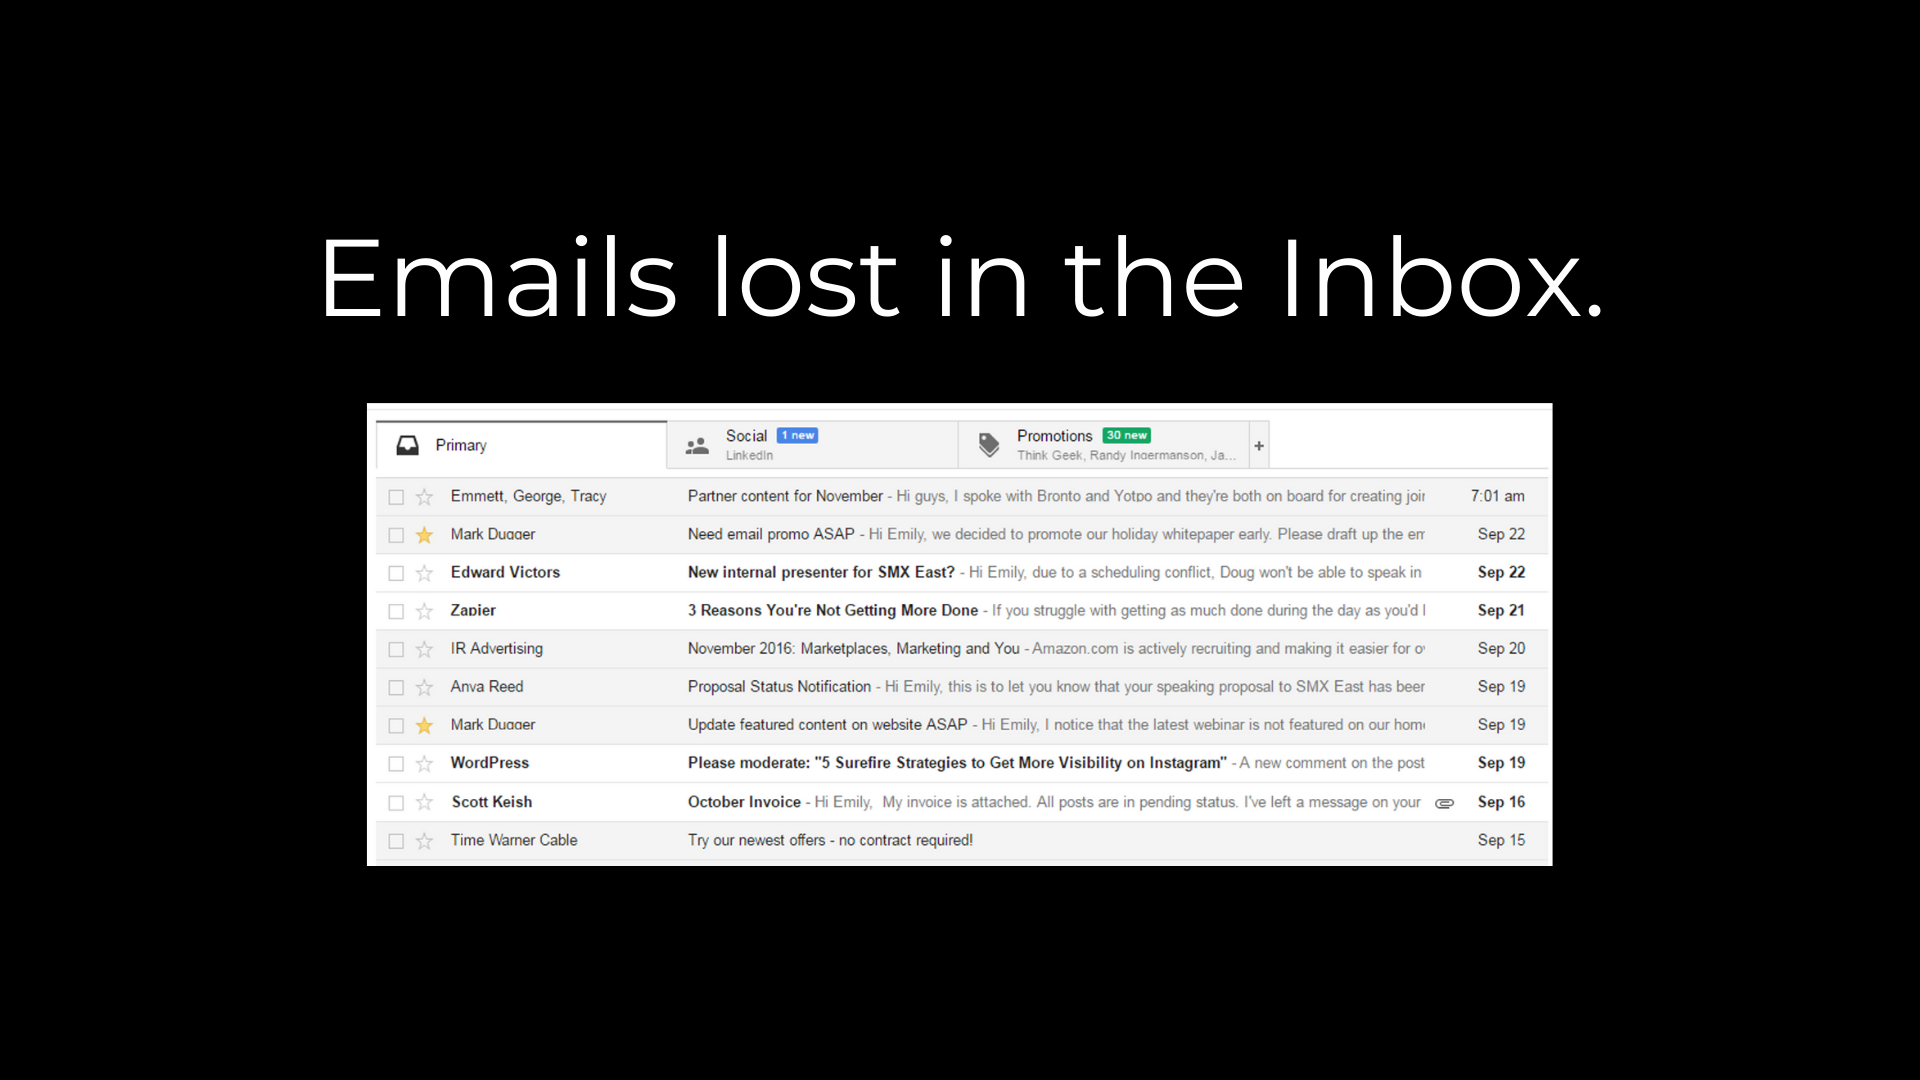 Emails lost in the Inbox.
Primary
Social 1 new
LinkedIn
Promotions 30 new
Think Geek, Randy Ingermanson, Ja...
+
Emmett, George, Tracy Partner content for November - Hi guys, I spoke with Bronto and Yotpo and they're both on board for creating joir 7:01 am
Mark Dugger Need email promo ASAP - Hi Emily, we decided to promote our holiday whitepaper early. Please draft up the em Sep 22
Edward Victors New internal presenter for SMX East? - Hi Emily, due to a scheduling conflict, Doug won't be able to speak in Sep 22
Zapier 3 Reasons You're Not Getting More Done - If you struggle with getting as much done during the day as you'd l Sep 21
IR Advertising November 2016: Marketplaces, Marketing and You - Amazon.com is actively recruiting and making it easier for o Sep 20
Anya Reed Proposal Status Notification - Hi Emily, this is to let you know that your speaking proposal to SMX East has been Sep 19
Mark Dugger Update featured content on website ASAP - Hi Emily, I notice that the latest webinar is not featured on our home Sep 19
WordPress Please moderate: "5 Surefire Strategies to Get More Visibility on Instagram" - A new comment on the post Sep 19
Scott Keish October Invoice - Hi Emily, My invoice is attached. All posts are in pending status. I've left a message on your Sep 16
Time Warner Cable Try our newest offers - no contract required! Sep 15